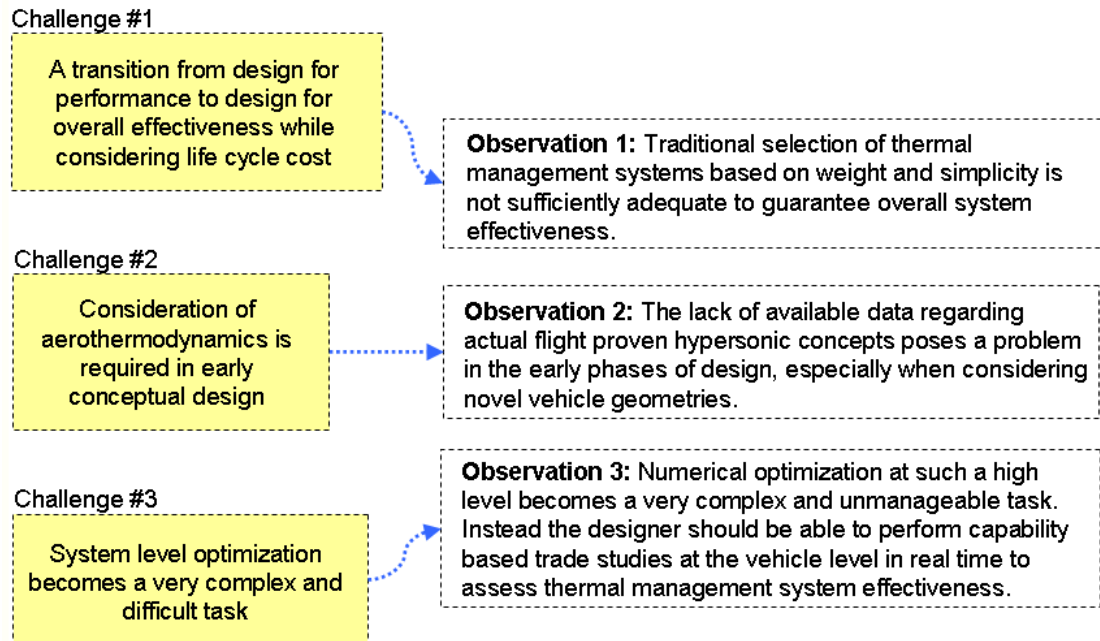 Challenge #1
A transition from design for
performance to design for
overall effectiveness while
considering life cycle cost
Observation 1: Traditional selection of thermal
management systems based on weight and simplicity is
not sufficiently adequate to guarantee overall system
effectiveness.
Challenge #2
Consideration of
aerothermodynamics is
required in early
conceptual design
Observation 2: The lack of available data regarding
actual flight proven hypersonic concepts poses a problem
in the early phases of design, especially when considering
novel vehicle geometries.
Challenge #3
System level optimization
becomes a very complex and
difficult task
Observation 3: Numerical optimization at such a high
level becomes a very complex and unmanageable task.
Instead the designer should be able to perform capability
based trade studies at the vehicle level in real time to
assess thermal management system effectiveness.